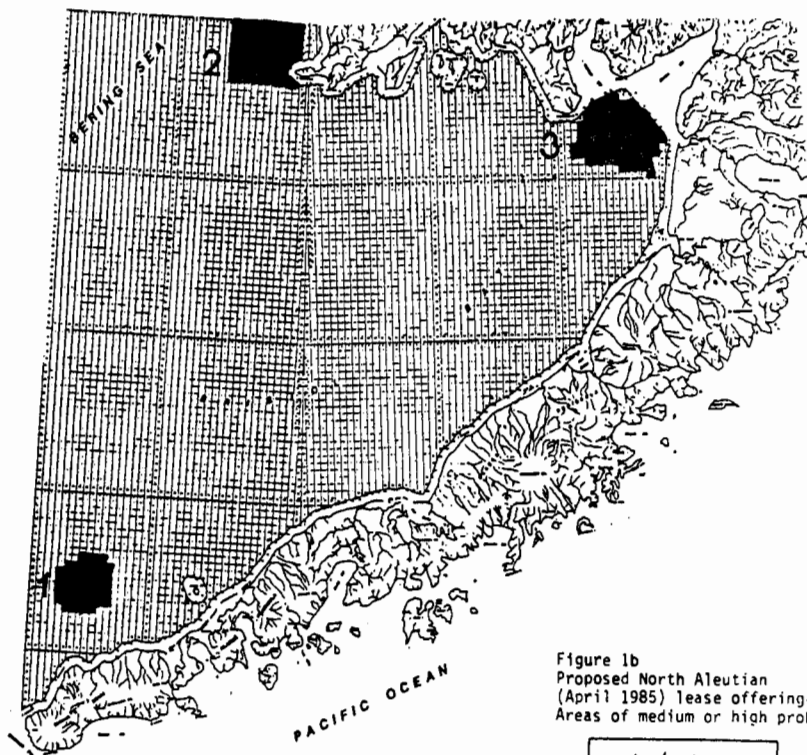 BERING SEA
2
3
1
PACIFIC OCEAN
Figure 1b
Proposed North Aleutian
(April 1985) lease offering
Areas of medium or high pro